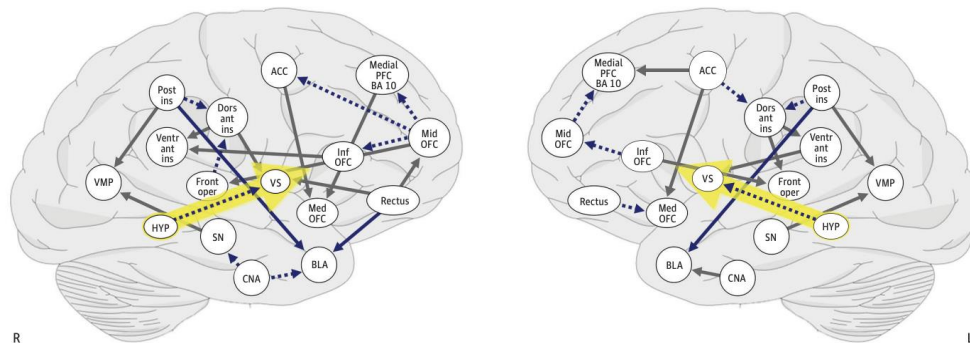 ACC
Medial
PFC
BA 10
Post
ins
Dors
ant ins
Mid
OFC
Ventr
ant ins
Inf
OFC
VMP
Front
oper
VS
Med
OFC
Rectus
HYP
SN
CNA
BLA
R
Medial
PFC
BA 10
ACC
Post
ins
Dors
ant ins
Mid
OFC
Inf
OFC
Ventr
ant ins
VS
Front
oper
VMP
Rectus
Med
OFC
HYP
SN
BLA
CNA
L